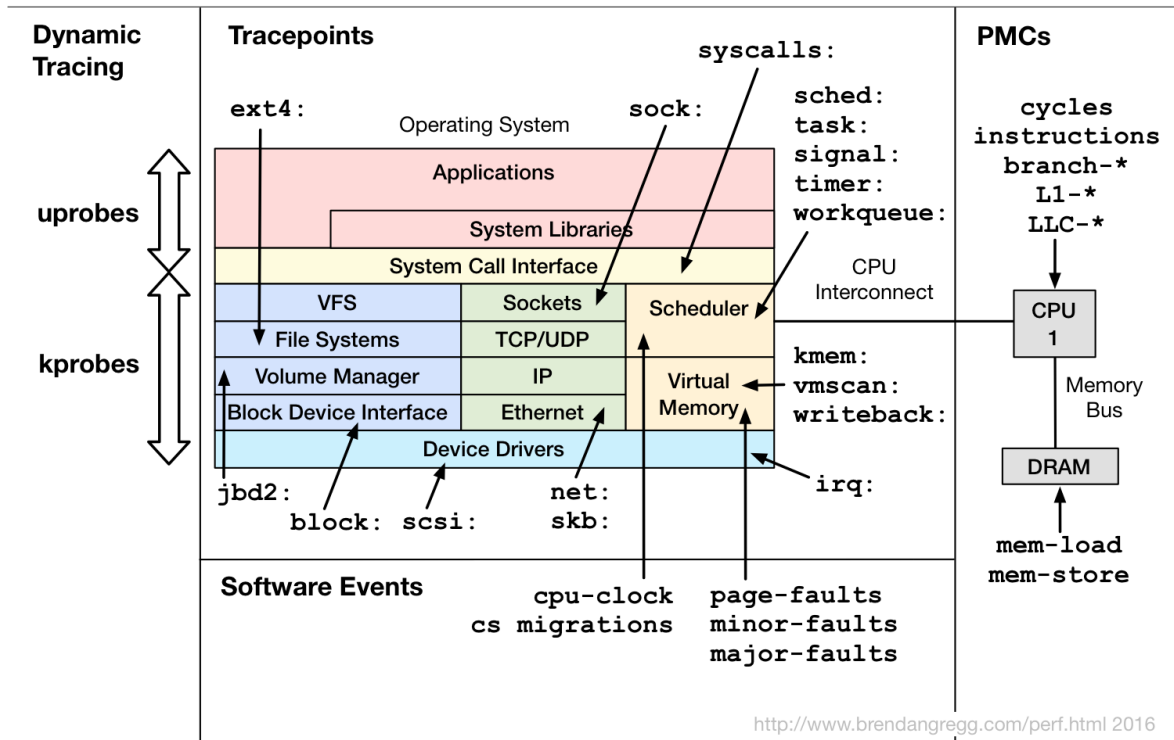 Dynamic
Tracing
uprobes
kprobes
Tracepoints
syscalls:
ext4:
Operating System
sock:
sched:
task:
signal:
timer:
workqueue:
Applications
System Libraries
System Call Interface
VFS
Sockets
Scheduler
File Systems
TCP/UDP
Volume Manager
IP
Virtual
Memory
Block Device Interface
Ethernet
Device Drivers
CPU
Interconnect
kmem:
vmscan:
writeback:
irq:
jbd2:
block:
scsi:
net:
skb:
Software Events
cpu-clock
cs migrations
page-faults
minor-faults
major-faults
PMCs
cycles
instructions
branch-*
L1-*
LLC-*
CPU
1
Memory
Bus
DRAM
mem-load
mem-store
http://www.brendangregg.com/perf.html 2016